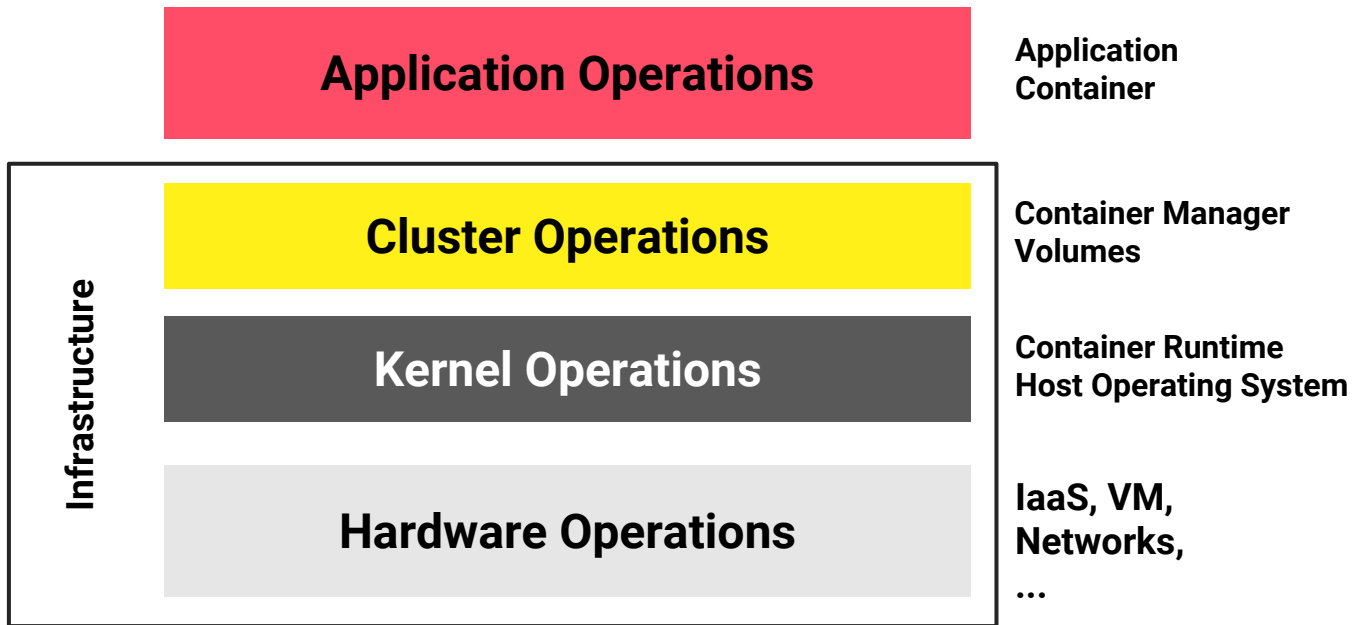 Application Operations
Application
Container
Infrastructure
Cluster Operations
Container Manager
Volumes
Kernel Operations
Container Runtime
Host Operating System
Hardware Operations
IaaS, VM,
Networks,
...